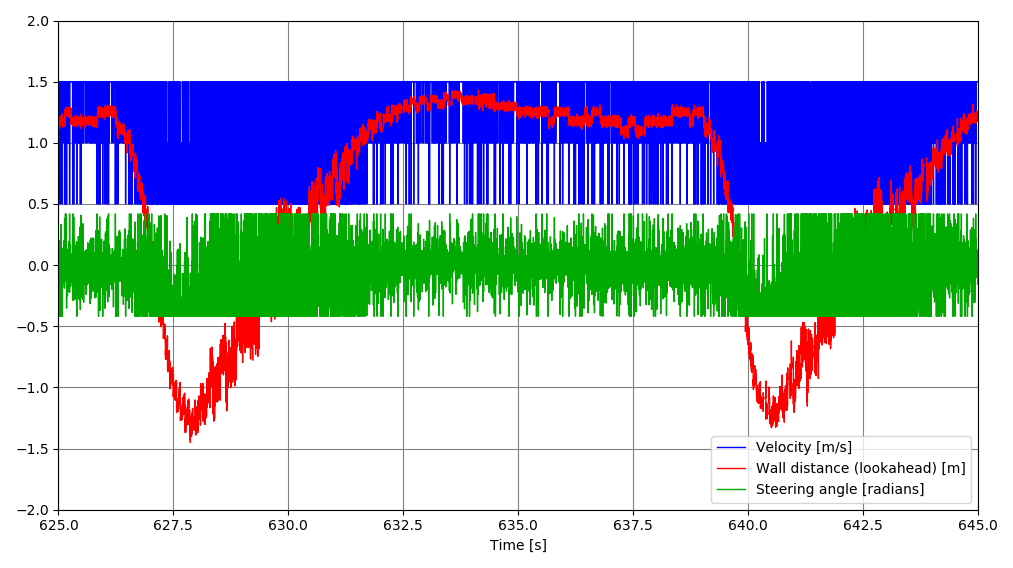 2.0
1.5
1.0
0.5
0.0
−0.5
−1.0
−1.5
−2.0
Velocity [m/s]
Wall distance (lookahead) [m]
Steering angle [radians]
625.0 627.5 630.0 632.5 635.0 637.5 640.0 642.5 645.0
Time [s]